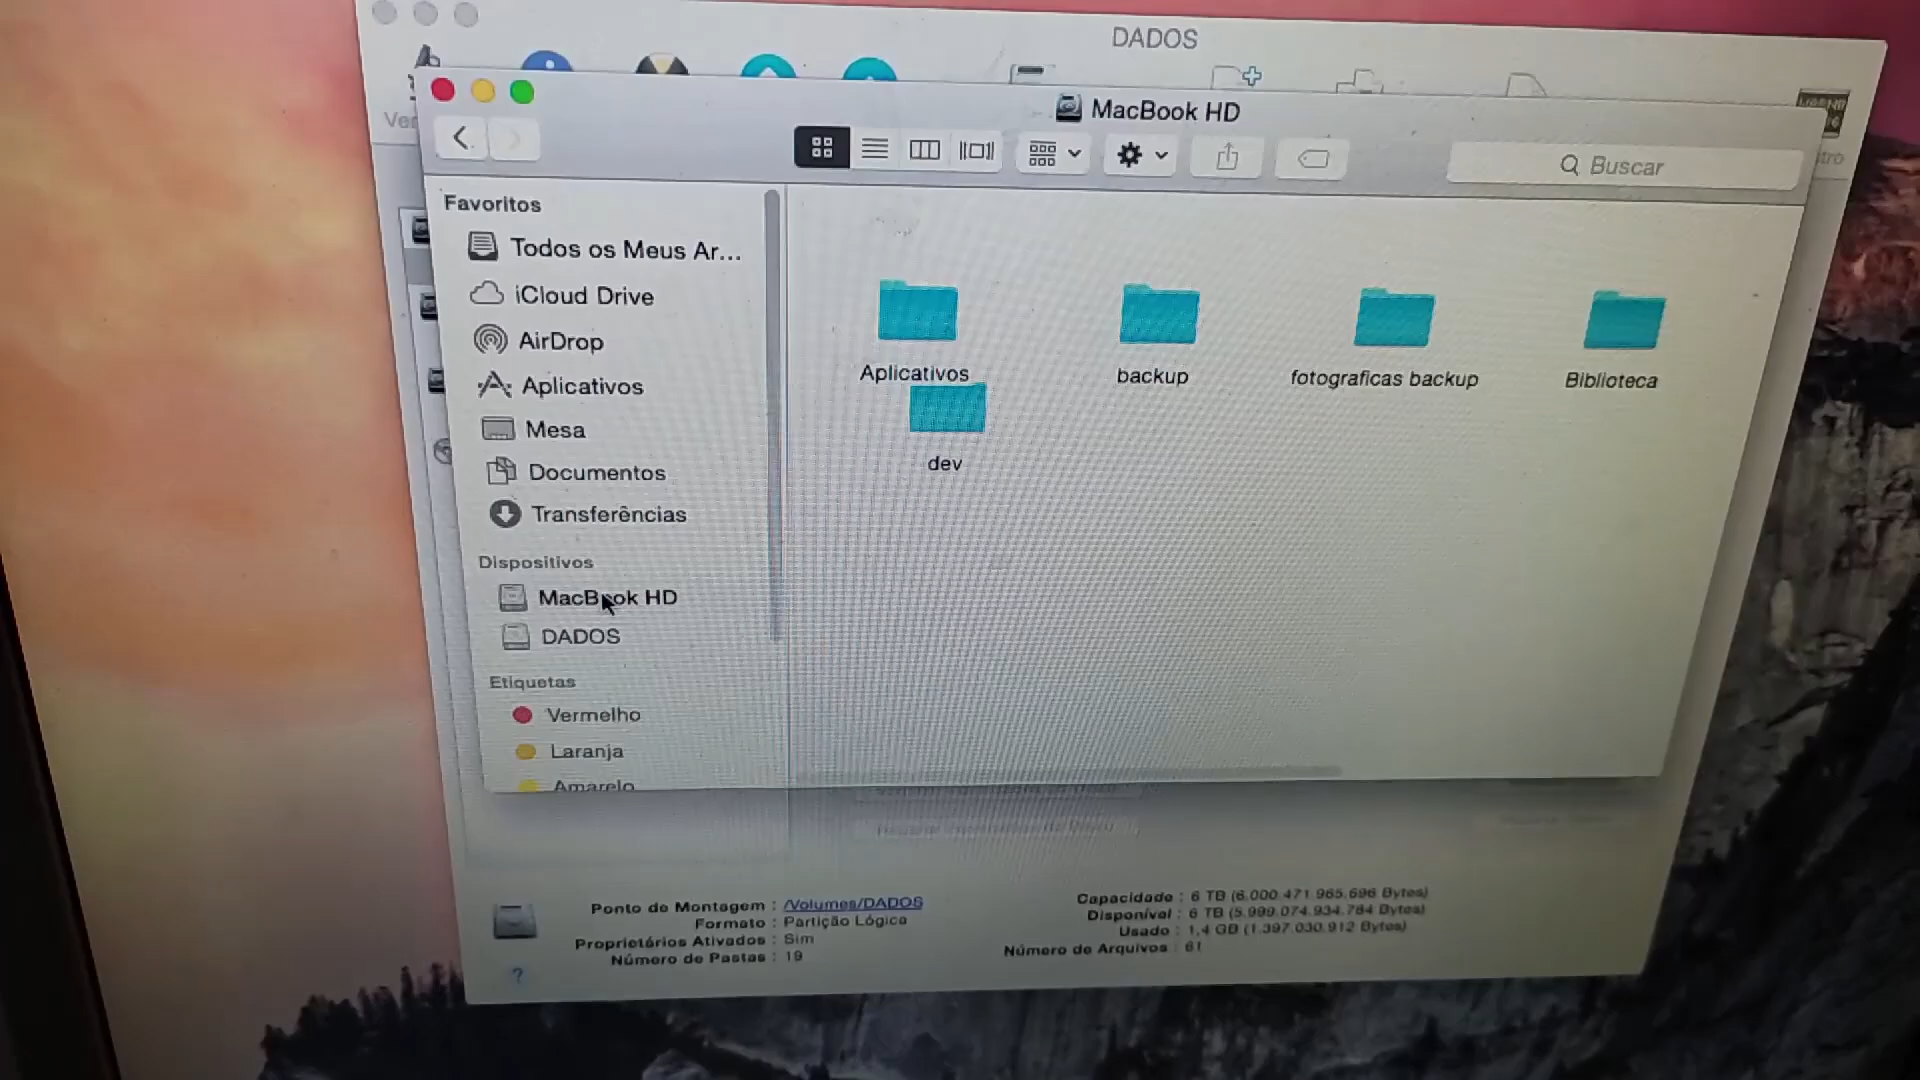 DADOS
Ver
MacBook HD
Buscar
Favoritos
Todos os Meus Ar...
iCloud Drive
AirDrop
Aplicativos
Mesa
Documentos
Transferências
Dispositivos
MacBook HD
DADOS
Etiquetas
Vermelho
Laranja
Amarelo
Aplicativos
backup
fotograficas backup
Biblioteca
dev
Ponto de Montagem : /Volumes/DADOS
Formato : Partição Lógica
Proprietários Ativados : Sim
Número de Pastas : 19
Capacidade : 6 TB (6.000.471.965.696 Bytes)
Disponível : 6 TB (5.999.074.934.784 Bytes)
Usado : 1,4 GB (1.397.030.912 Bytes)
Número de Arquivos : 61
?